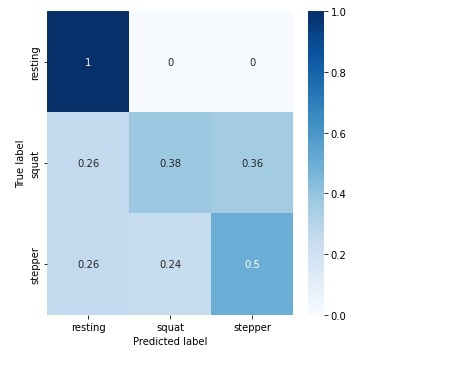 1 0 0
0.26 0.38 0.36
0.26 0.24 0.5
resting
squat
stepper
True label
resting squat stepper
Predicted label
1.0
0.8
0.6
0.4
0.2
0.0